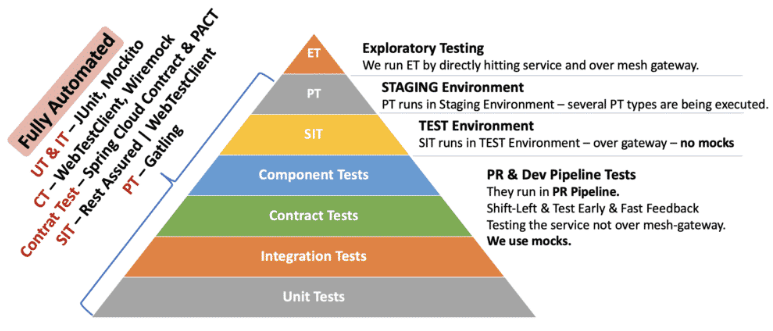 Fully Automated
UT & IT – JUnit, Mockito
CT – WebTestClient, Wiremock
Contrat Test – Spring Cloud Contract & PACT
SIT – Rest Assured | WebTestClient
PT – Gatling
ET
PT
SIT
Component Tests
Contract Tests
Integration Tests
Unit Tests
Exploratory Testing
We run ET by directly hitting service and over mesh gateway.
STAGING Environment
PT runs in Staging Environment – several PT types are being executed.
TEST Environment
SIT runs in TEST Environment – over gateway – no mocks
PR & Dev Pipeline Tests
They run in PR Pipeline.
Shift-Left & Test Early & Fast Feedback
Testing the service not over mesh-gateway.
We use mocks.